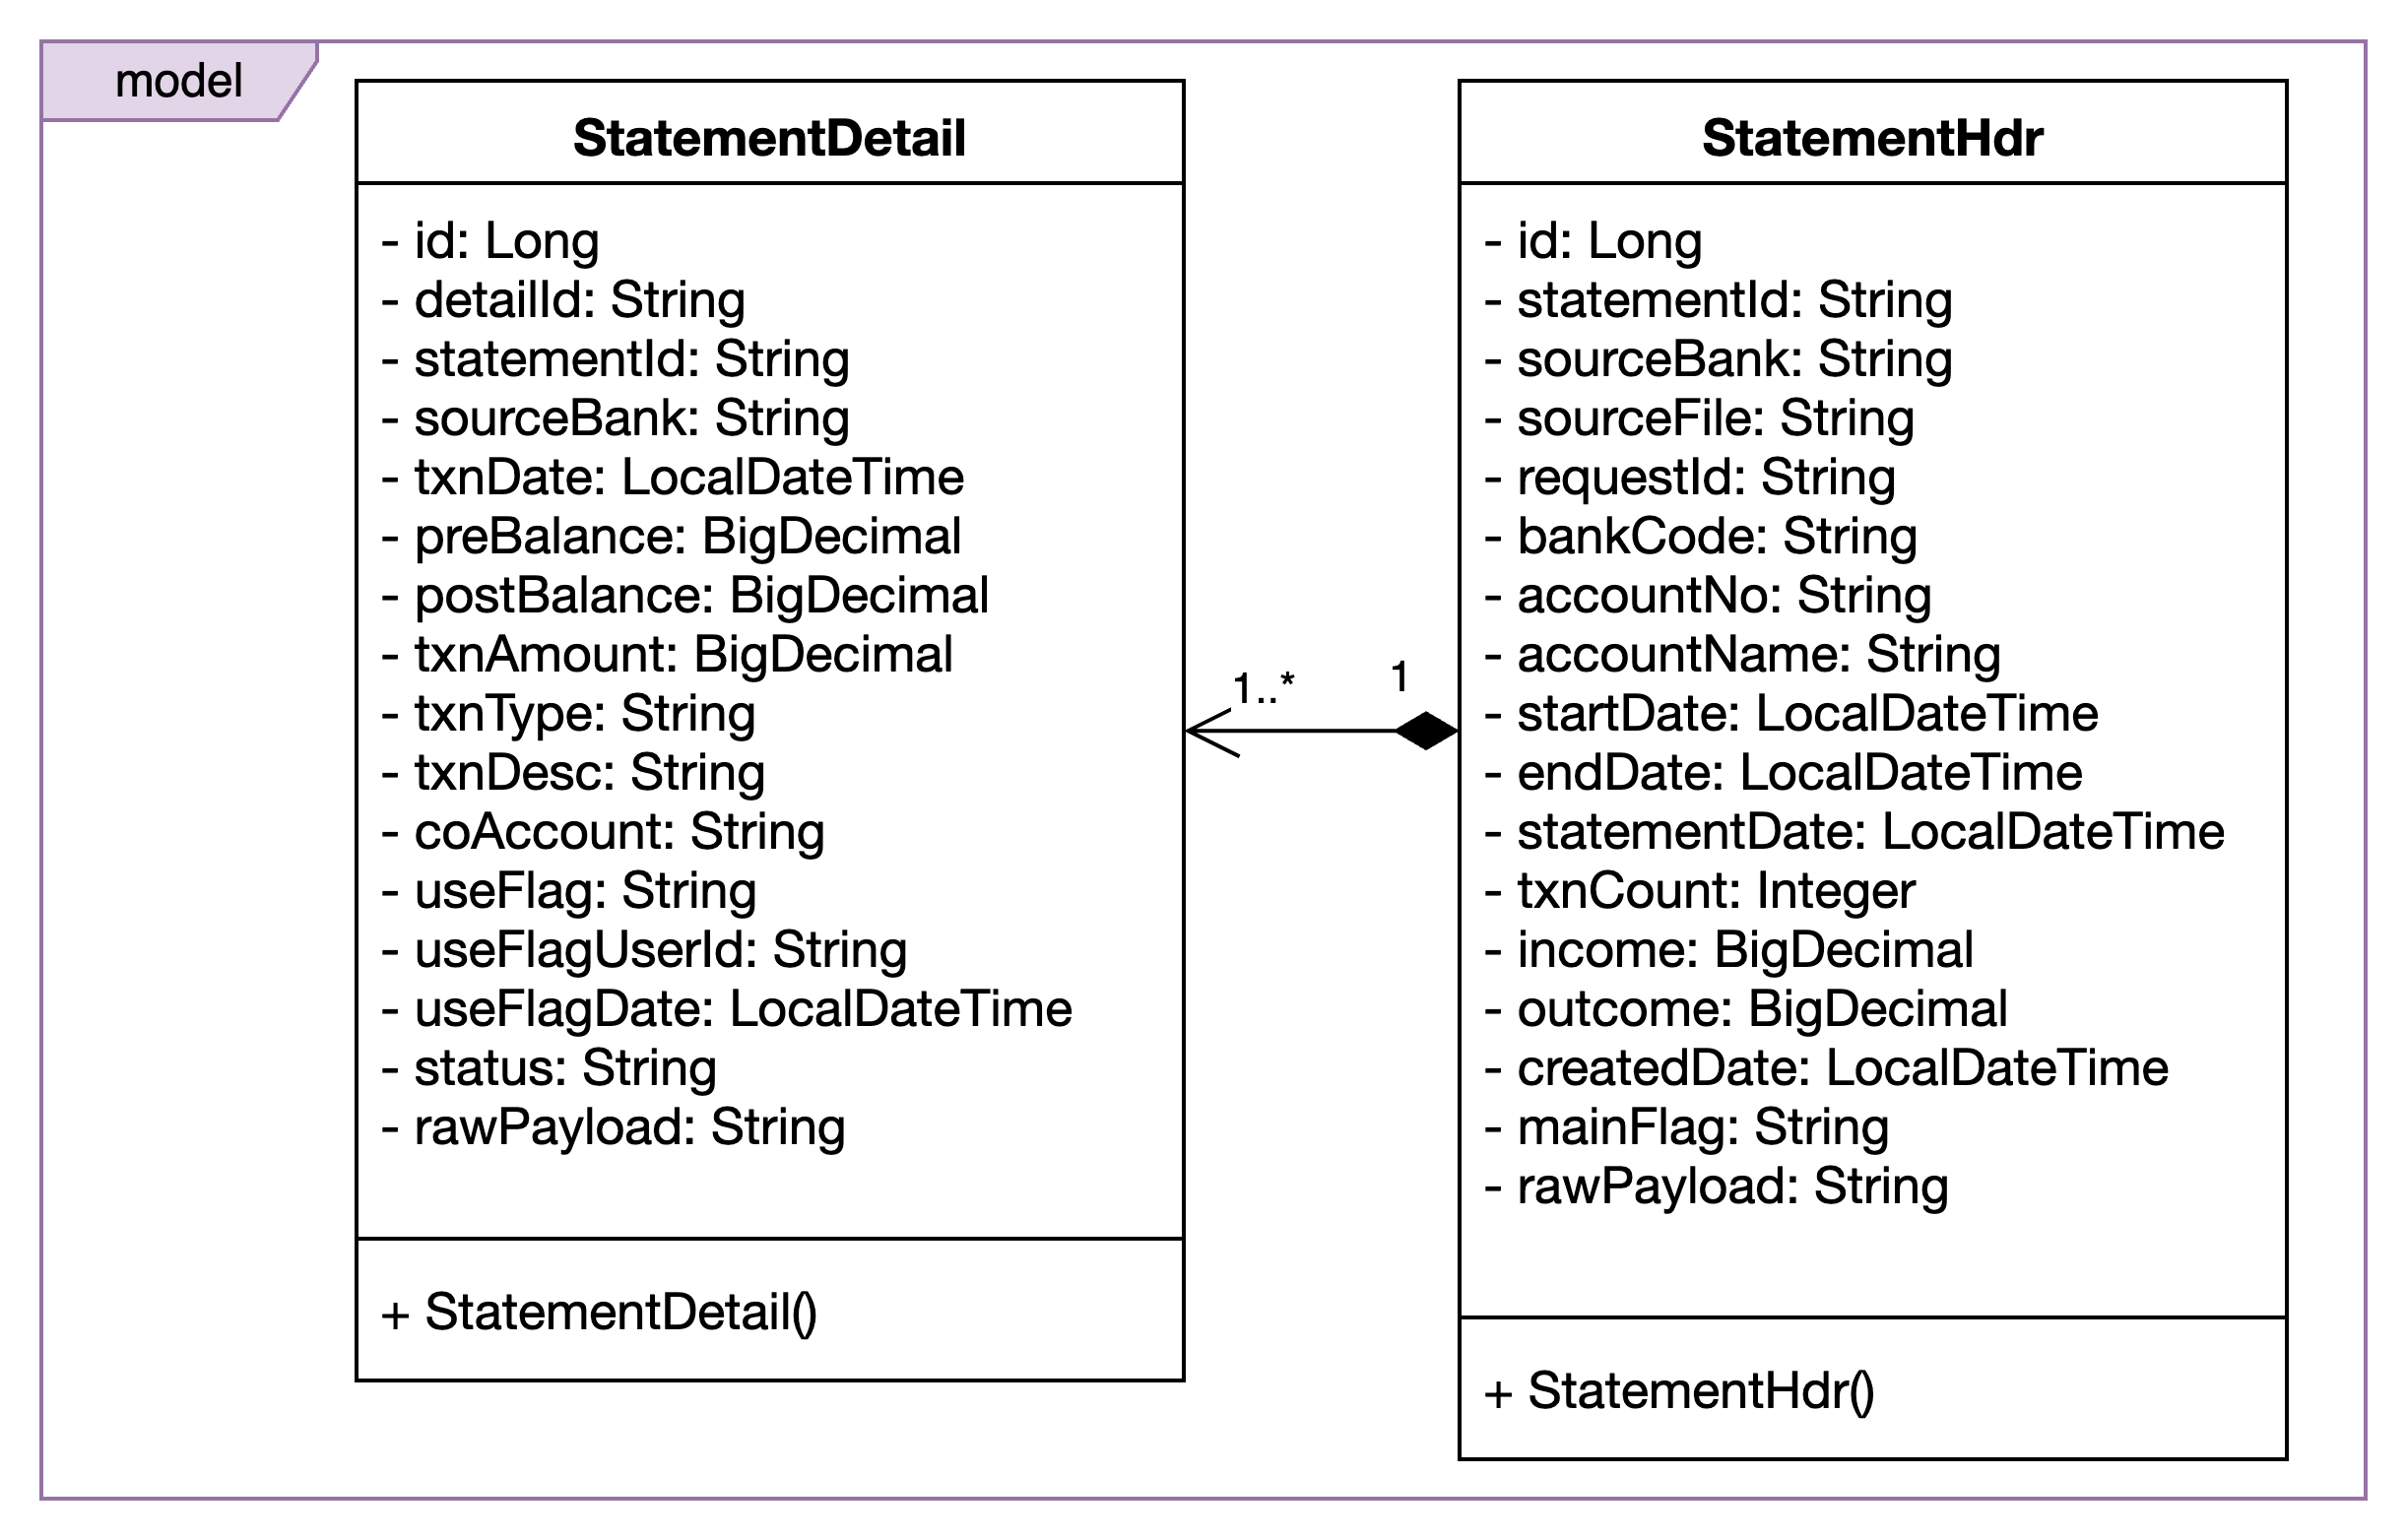 model
StatementDetail
- id: Long
- detailId: String
- statementId: String
- sourceBank: String
- txnDate: LocalDateTime
- preBalance: BigDecimal
- postBalance: BigDecimal
- txnAmount: BigDecimal
- txnType: String
- txnDesc: String
- coAccount: String
- useFlag: String
- useFlagUserId: String
- useFlagDate: LocalDateTime
- status: String
- rawPayload: String
+ StatementDetail()
1..*
1
StatementHdr
- id: Long
- statementId: String
- sourceBank: String
- sourceFile: String
- requestId: String
- bankCode: String
- accountNo: String
- accountName: String
- startDate: LocalDateTime
- endDate: LocalDateTime
- statementDate: LocalDateTime
- txnCount: Integer
- income: BigDecimal
- outcome: BigDecimal
- createdDate: LocalDateTime
- mainFlag: String
- rawPayload: String
+ StatementHdr()